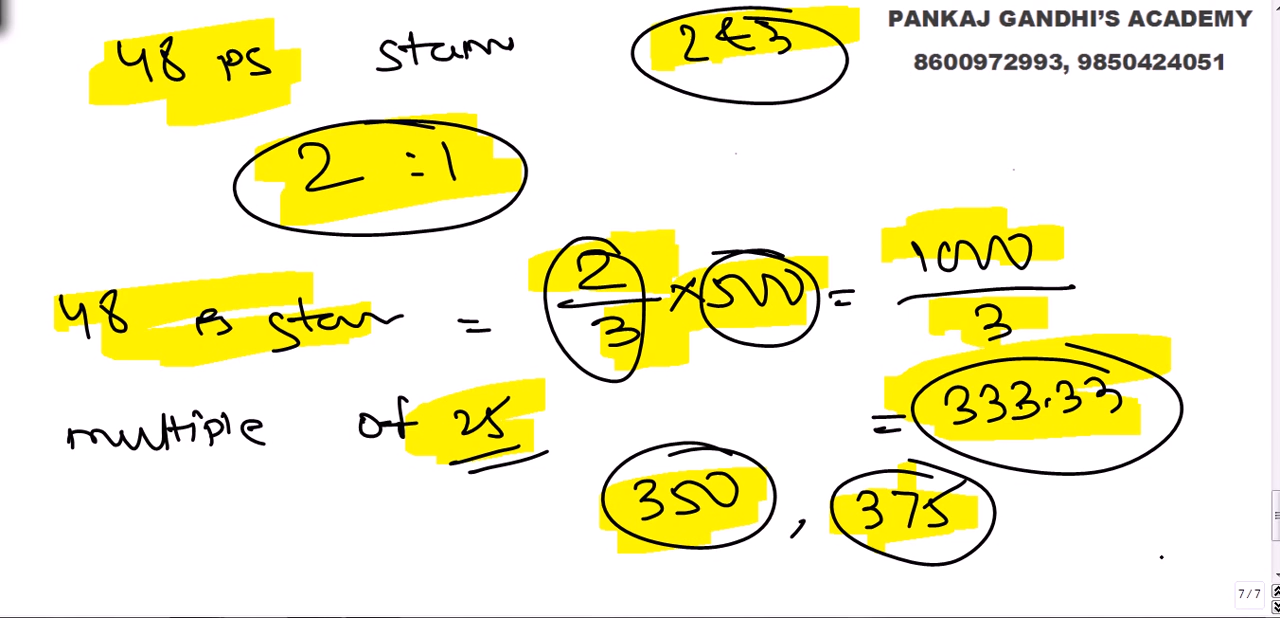 PANKAJ GANDHI'S ACADEMY
8600972993, 9850424051
48 ps stam 2 & 3
2 : 1
48 ps stam = 2/3 × 500 = 1000/3
multiple of 25 = 333.33
350, 375
7 / 7